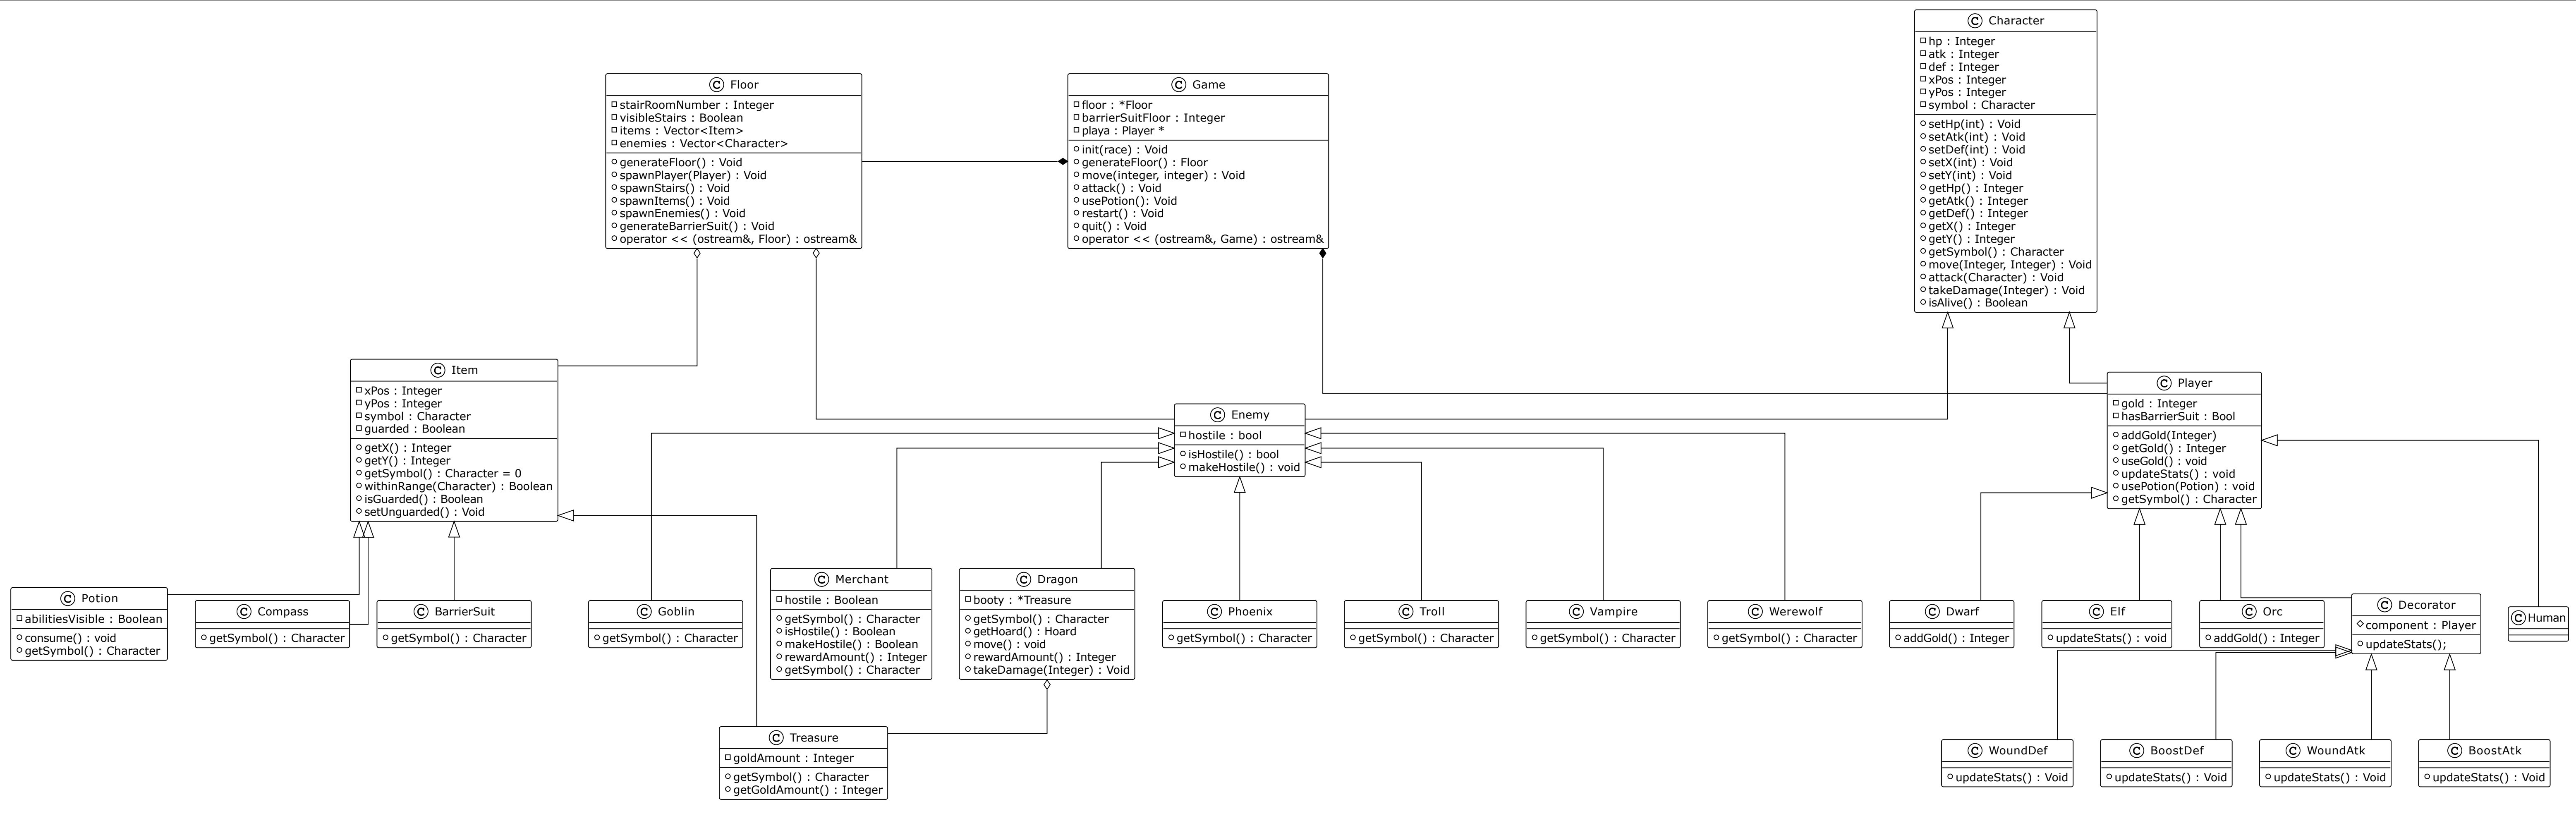 Character
hp : Integer
atk : Integer
def : Integer
xPos : Integer
yPos : Integer
symbol : Character
setHp(int) : Void
setAtk(int) : Void
setDef(int) : Void
setX(int) : Void
setY(int) : Void
getHp() : Integer
getAtk() : Integer
getDef() : Integer
getX() : Integer
getY() : Integer
getSymbol() : Character
move(Integer, Integer) : Void
attack(Character) : Void
takeDamage(Integer) : Void
isAlive() : Boolean
Floor
stairRoomNumber : Integer
visibleStairs : Boolean
items : Vector<Item>
enemies : Vector<Character>
generateFloor() : Void
spawnPlayer(Player) : Void
spawnStairs() : Void
spawnItems() : Void
spawnEnemies() : Void
generateBarrierSuit() : Void
operator << (ostream&, Floor) : ostream&
Game
floor : *Floor
barrierSuitFloor : Integer
playa : Player *
init(race) : Void
generateFloor() : Floor
move(integer, integer) : Void
attack() : Void
usePotion(): Void
restart() : Void
quit() : Void
operator << (ostream&, Game) : ostream&
Item
xPos : Integer
yPos : Integer
symbol : Character
guarded : Boolean
getX() : Integer
getY() : Integer
getSymbol() : Character = 0
withinRange(Character) : Boolean
isGuarded() : Boolean
setUnguarded() : Void
Enemy
hostile : bool
isHostile() : bool
makeHostile() : void
Player
gold : Integer
hasBarrierSuit : Bool
addGold(Integer)
getGold() : Integer
useGold() : void
updateStats() : void
usePotion(Potion) : void
getSymbol() : Character
Potion
abilitiesVisible : Boolean
consume() : void
getSymbol() : Character
Compass
getSymbol() : Character
BarrierSuit
getSymbol() : Character
Goblin
getSymbol() : Character
Merchant
hostile : Boolean
getSymbol() : Character
isHostile() : Boolean
makeHostile() : Boolean
rewardAmount() : Integer
getSymbol() : Character
Dragon
booty : *Treasure
getSymbol() : Character
getHoard() : Hoard
move() : void
rewardAmount() : Integer
takeDamage(Integer) : Void
Phoenix
getSymbol() : Character
Troll
getSymbol() : Character
Vampire
getSymbol() : Character
Werewolf
getSymbol() : Character
Dwarf
addGold() : Integer
Elf
updateStats() : void
Orc
addGold() : Integer
Decorator
component : Player
updateStats();
Human
Treasure
goldAmount : Integer
getSymbol() : Character
getGoldAmount() : Integer
WoundDef
updateStats() : Void
BoostDef
updateStats() : Void
WoundAtk
updateStats() : Void
BoostAtk
updateStats() : Void